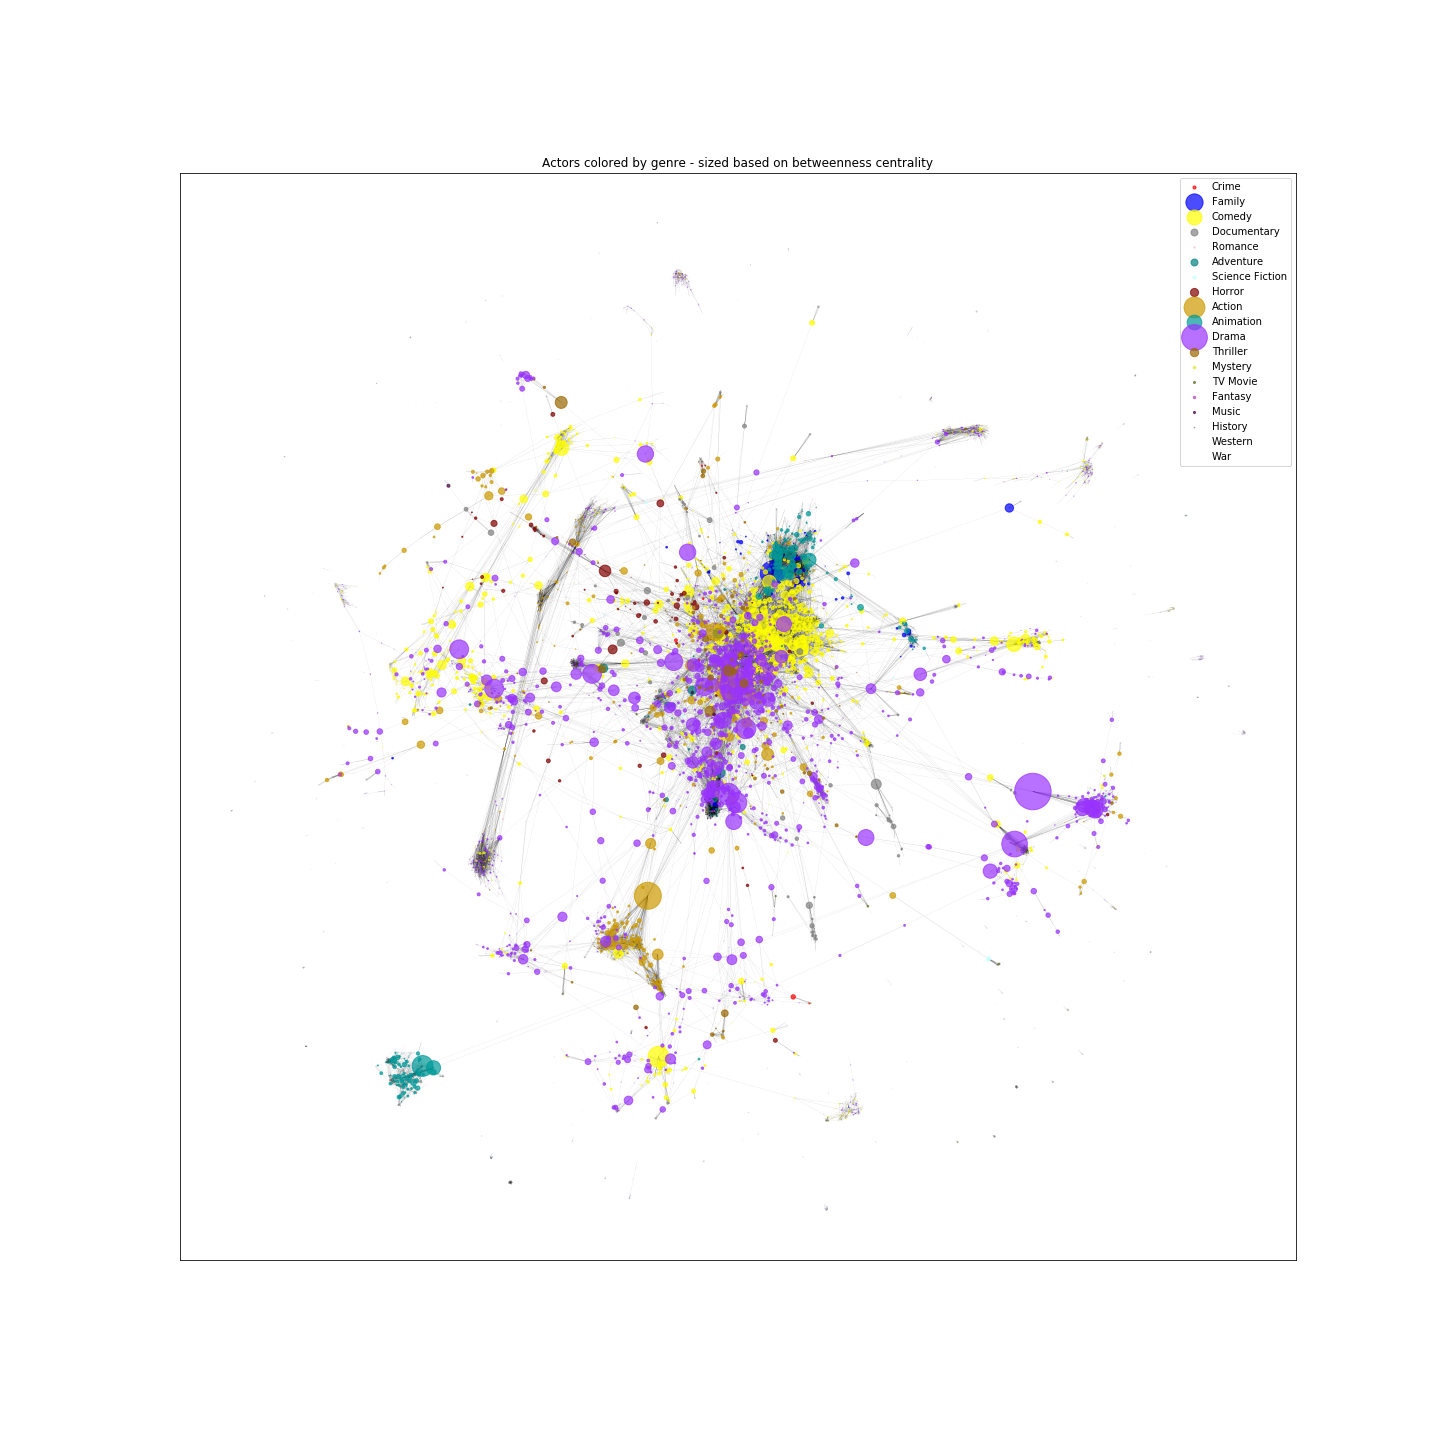 Actors colored by genre - sized based on betweenness centrality
Crime
Family
Comedy
Documentary
Romance
Adventure
Science Fiction
Horror
Action
Animation
Drama
Thriller
Mystery
TV Movie
Fantasy
Music
History
Western
War